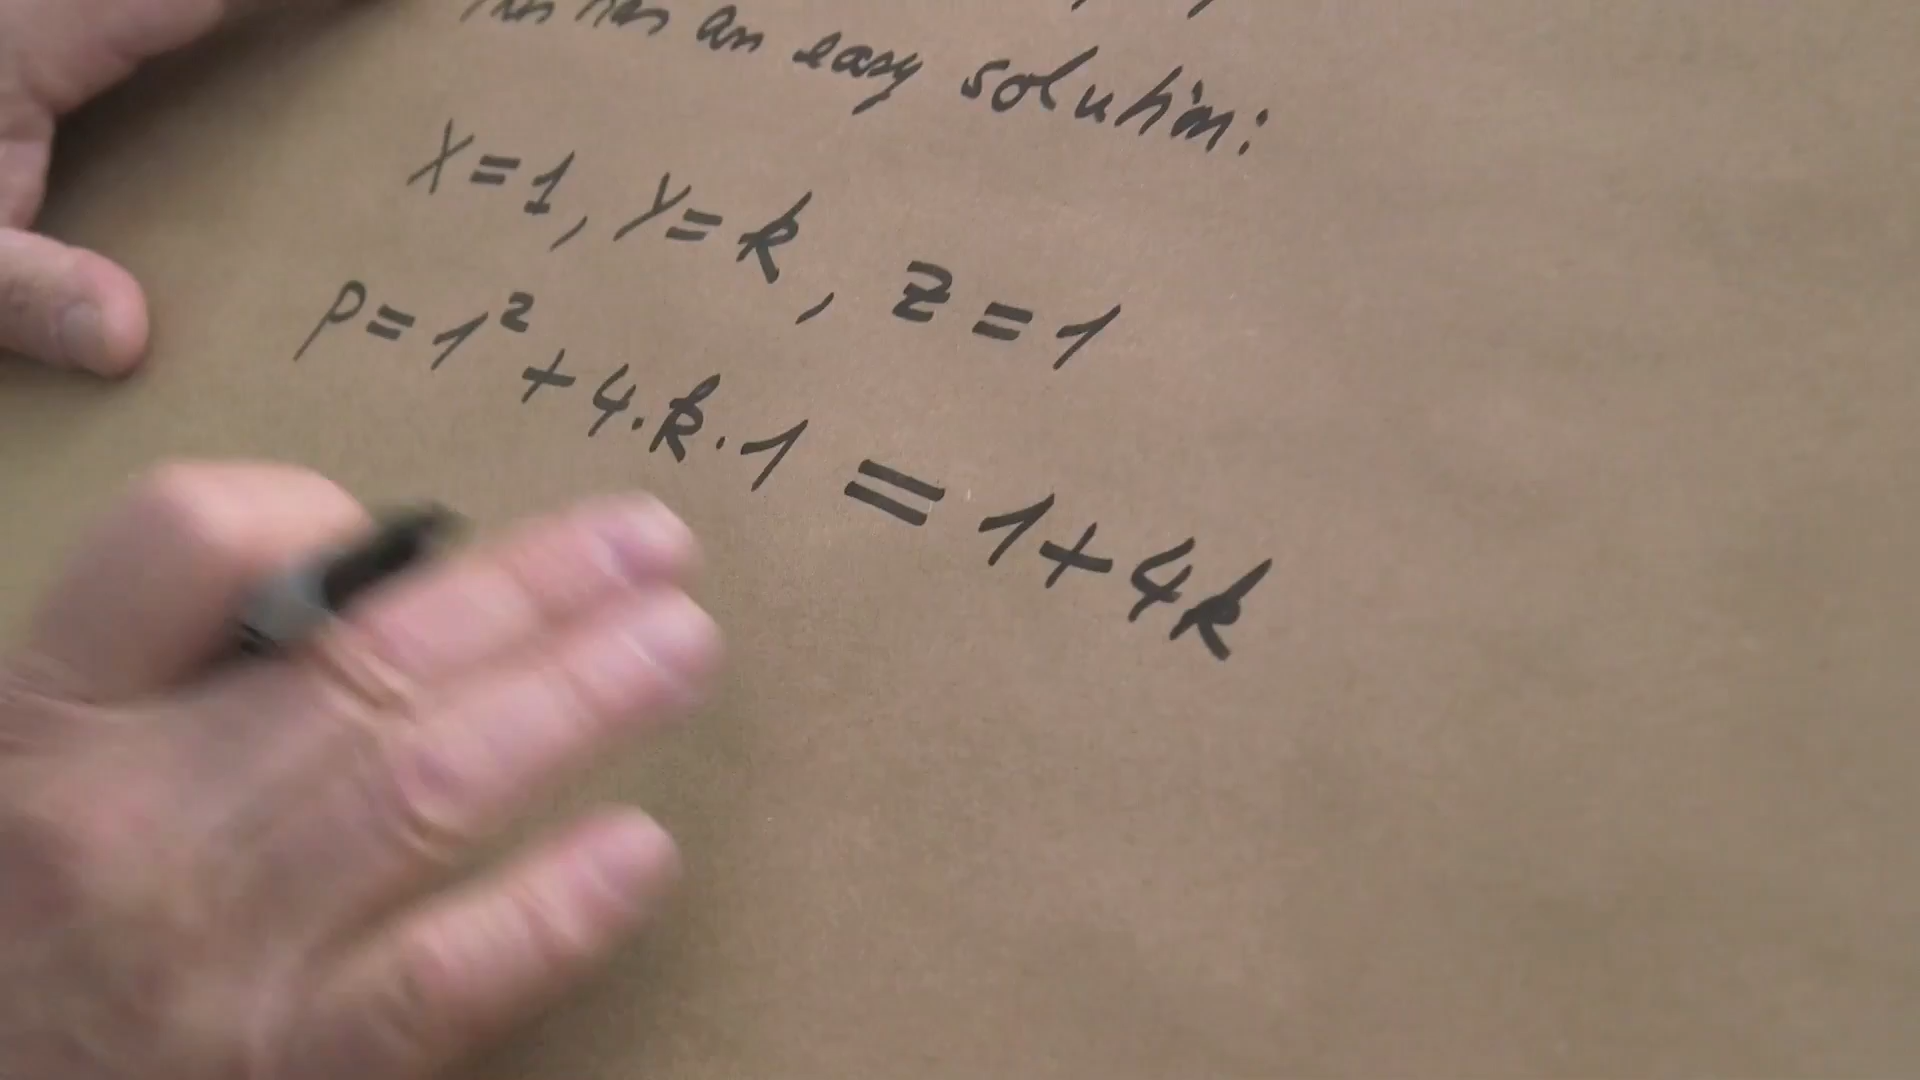 This has an easy solution:
x=1, y=k, z=1
p=1²+4·k·1=1+4k